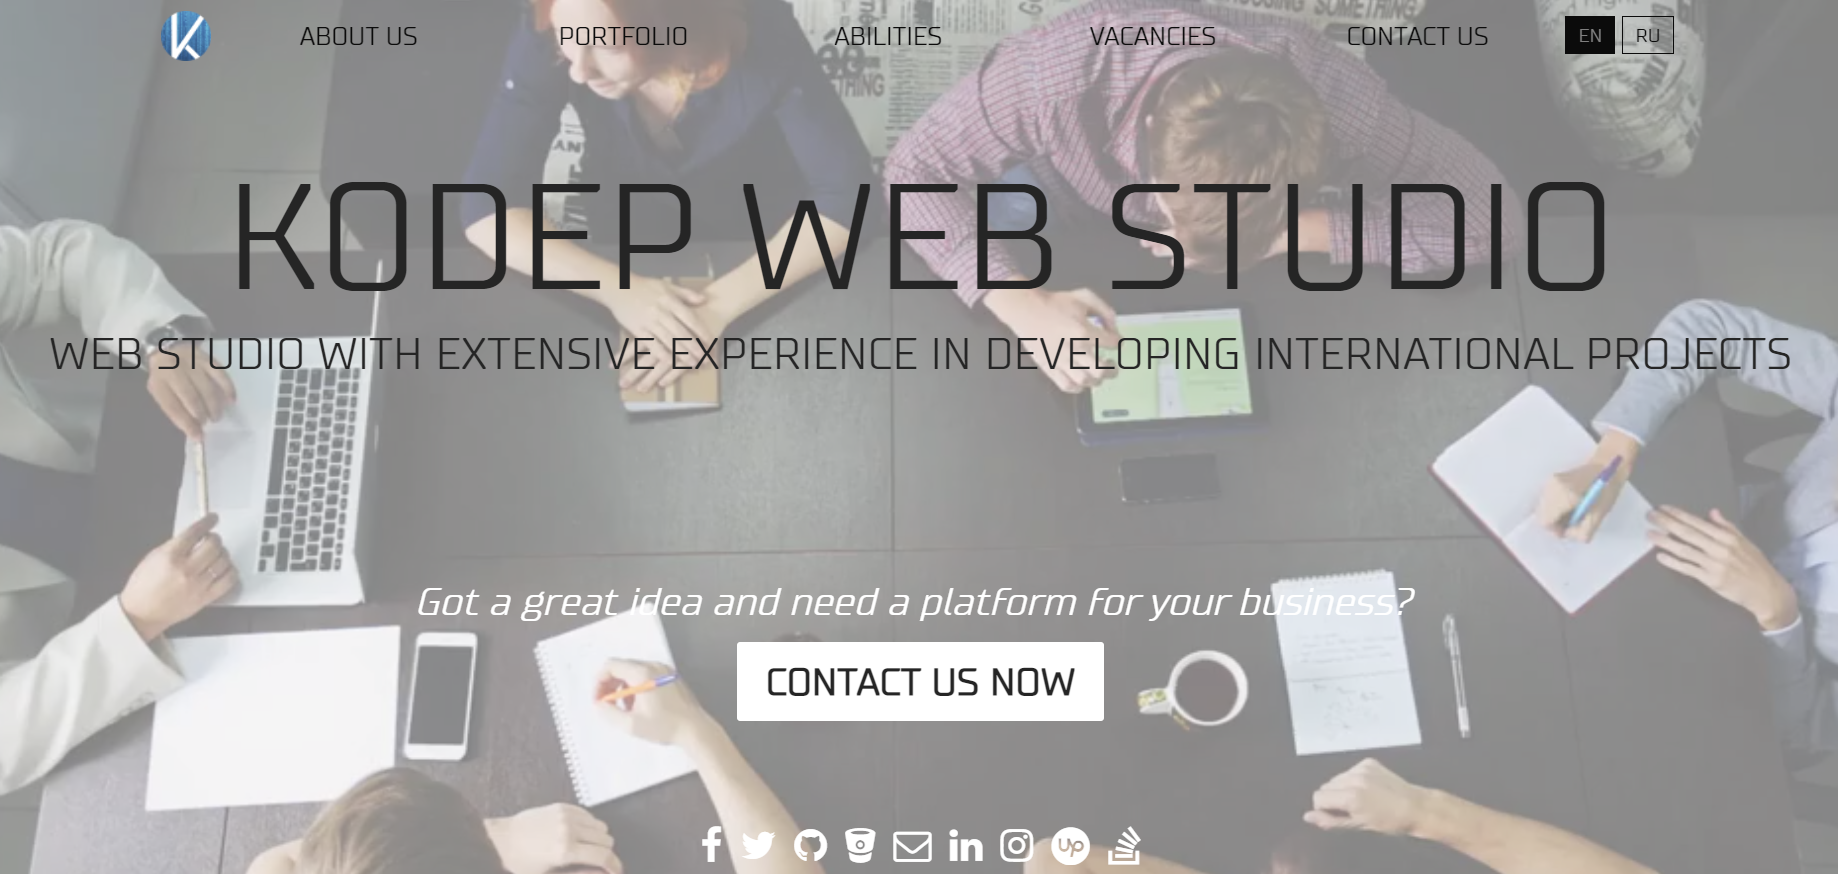 ABOUT US
PORTFOLIO
ABILITIES
VACANCIES
CONTACT US
EN
RU
KODEP WEB STUDIO
WEB STUDIO WITH EXTENSIVE EXPERIENCE IN DEVELOPING INTERNATIONAL PROJECTS
Got a great idea and need a platform for your business?
CONTACT US NOW